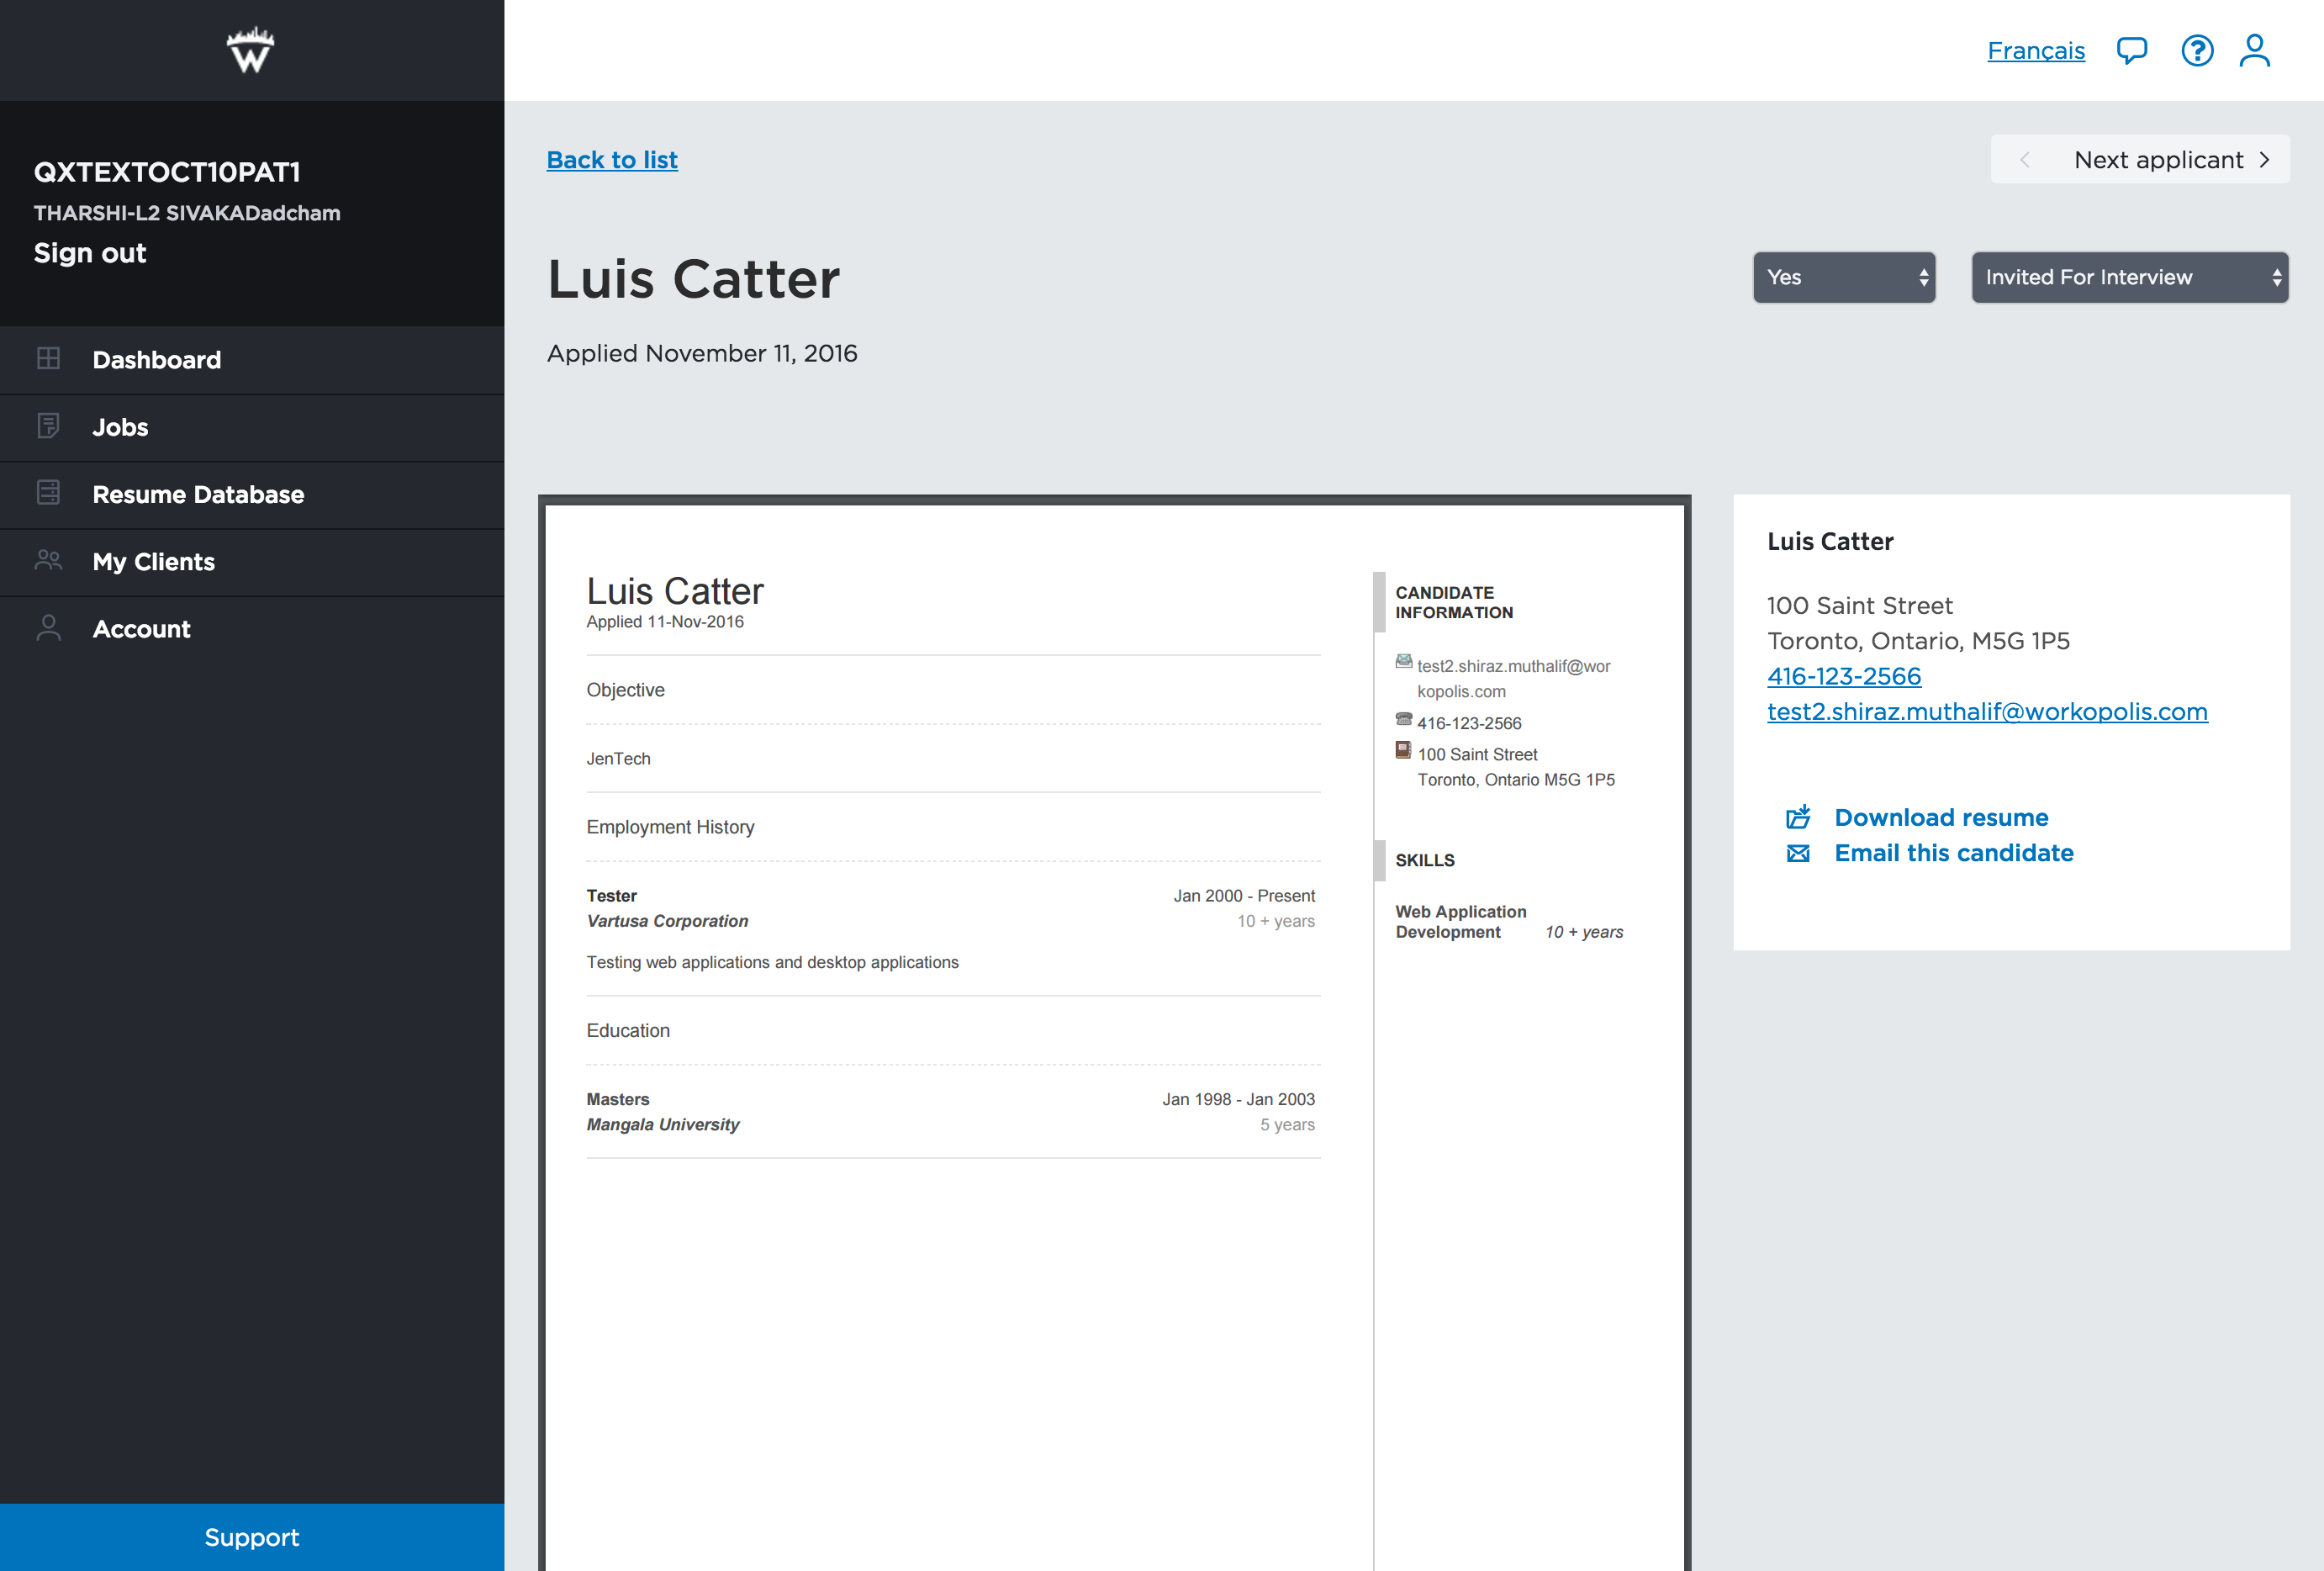 W
Français
QXTEXTOCT10PAT1
THARSHI-L2 SIVAKADadcham
Sign out
Dashboard
Jobs
Resume Database
My Clients
Account
Support
Back to list
Next applicant
Luis Catter
Yes
Invited For Interview
Applied November 11, 2016
Luis Catter
Applied 11-Nov-2016
Objective
JenTech
Employment History
Tester Jan 2000 - Present
Vartusa Corporation 10 + years
Testing web applications and desktop applications
Education
Masters Jan 1998 - Jan 2003
Mangala University 5 years
CANDIDATE
INFORMATION
test2.shiraz.muthalif@wor
kopolis.com
416-123-2566
100 Saint Street
Toronto, Ontario M5G 1P5
SKILLS
Web Application
Development 10 + years
Luis Catter
100 Saint Street
Toronto, Ontario, M5G 1P5
416-123-2566
test2.shiraz.muthalif@workopolis.com
Download resume
Email this candidate